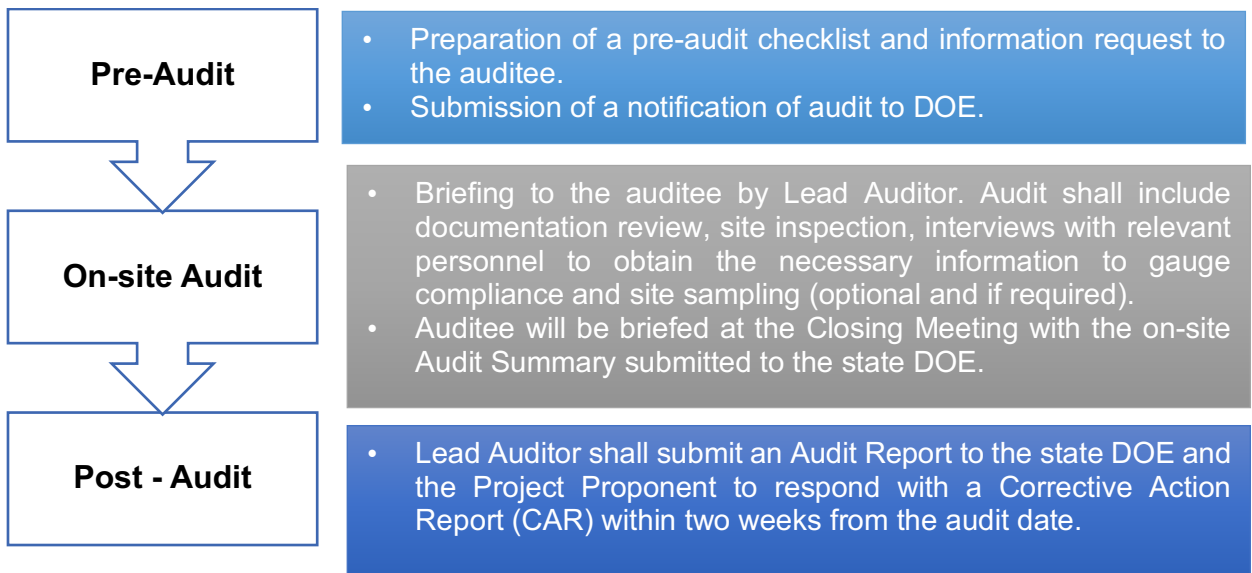 Pre-Audit
• Preparation of a pre-audit checklist and information request to
the auditee.
• Submission of a notification of audit to DOE.
On-site Audit
• Briefing to the auditee by Lead Auditor. Audit shall include
documentation review, site inspection, interviews with relevant
personnel to obtain the necessary information to gauge
compliance and site sampling (optional and if required).
• Auditee will be briefed at the Closing Meeting with the on-site
Audit Summary submitted to the state DOE.
Post - Audit
• Lead Auditor shall submit an Audit Report to the state DOE and
the Project Proponent to respond with a Corrective Action
Report (CAR) within two weeks from the audit date.